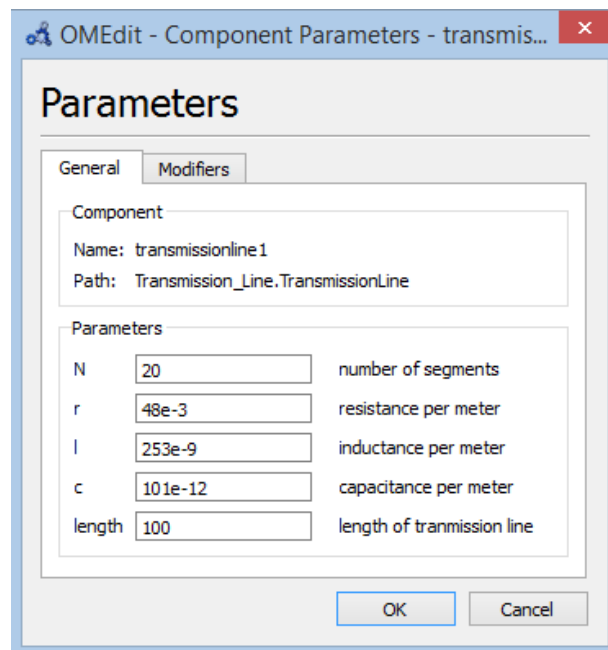 OMEdit - Component Parameters - transmis...
Parameters
General Modifiers
Component
Name: transmissionline1
Path: Transmission_Line.TransmissionLine
Parameters
N 20 number of segments
r 48e-3 resistance per meter
l 253e-9 inductance per meter
c 101e-12 capacitance per meter
length 100 length of tranmission line
OK Cancel